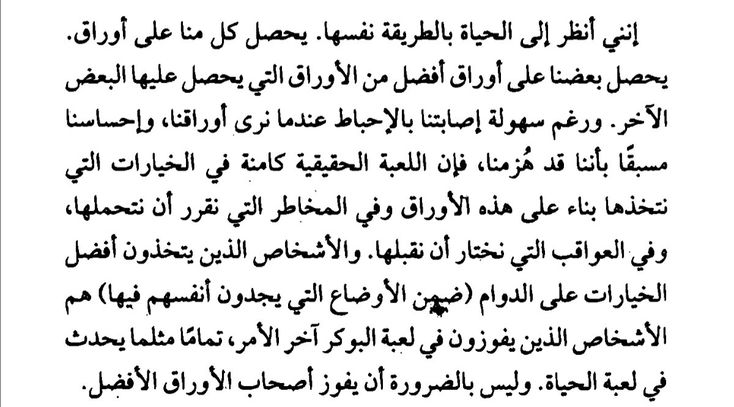 إنني أنظر إلى الحياة بالطريقة نفسها. يحصل كل منا على أوراق.
يحصل بعضنا على أوراق أفضل من الأوراق التي يحصل عليها البعض
الآخر. ورغم سهولة إصابتنا بالإحباط عندما نرى أوراقنا، وإحساسنا
مسبقًا بأننا قد هُزمنا، فإن اللعبة الحقيقية كامنة في الخيارات التي
نتخذها بناء على هذه الأوراق وفي المخاطر التي نقرر أن نتحملها،
وفي العواقب التي نختار أن نقبلها. والأشخاص الذين يتخذون أفضل
الخيارات على الدوام (ضمن الأوضاع التي يجدون أنفسهم فيها) هم
الأشخاص الذين يفوزون في لعبة البوكر آخر الأمر، تمامًا مثلما يحدث
في لعبة الحياة. وليس بالضرورة أن يفوز أصحاب الأوراق الأفضل.